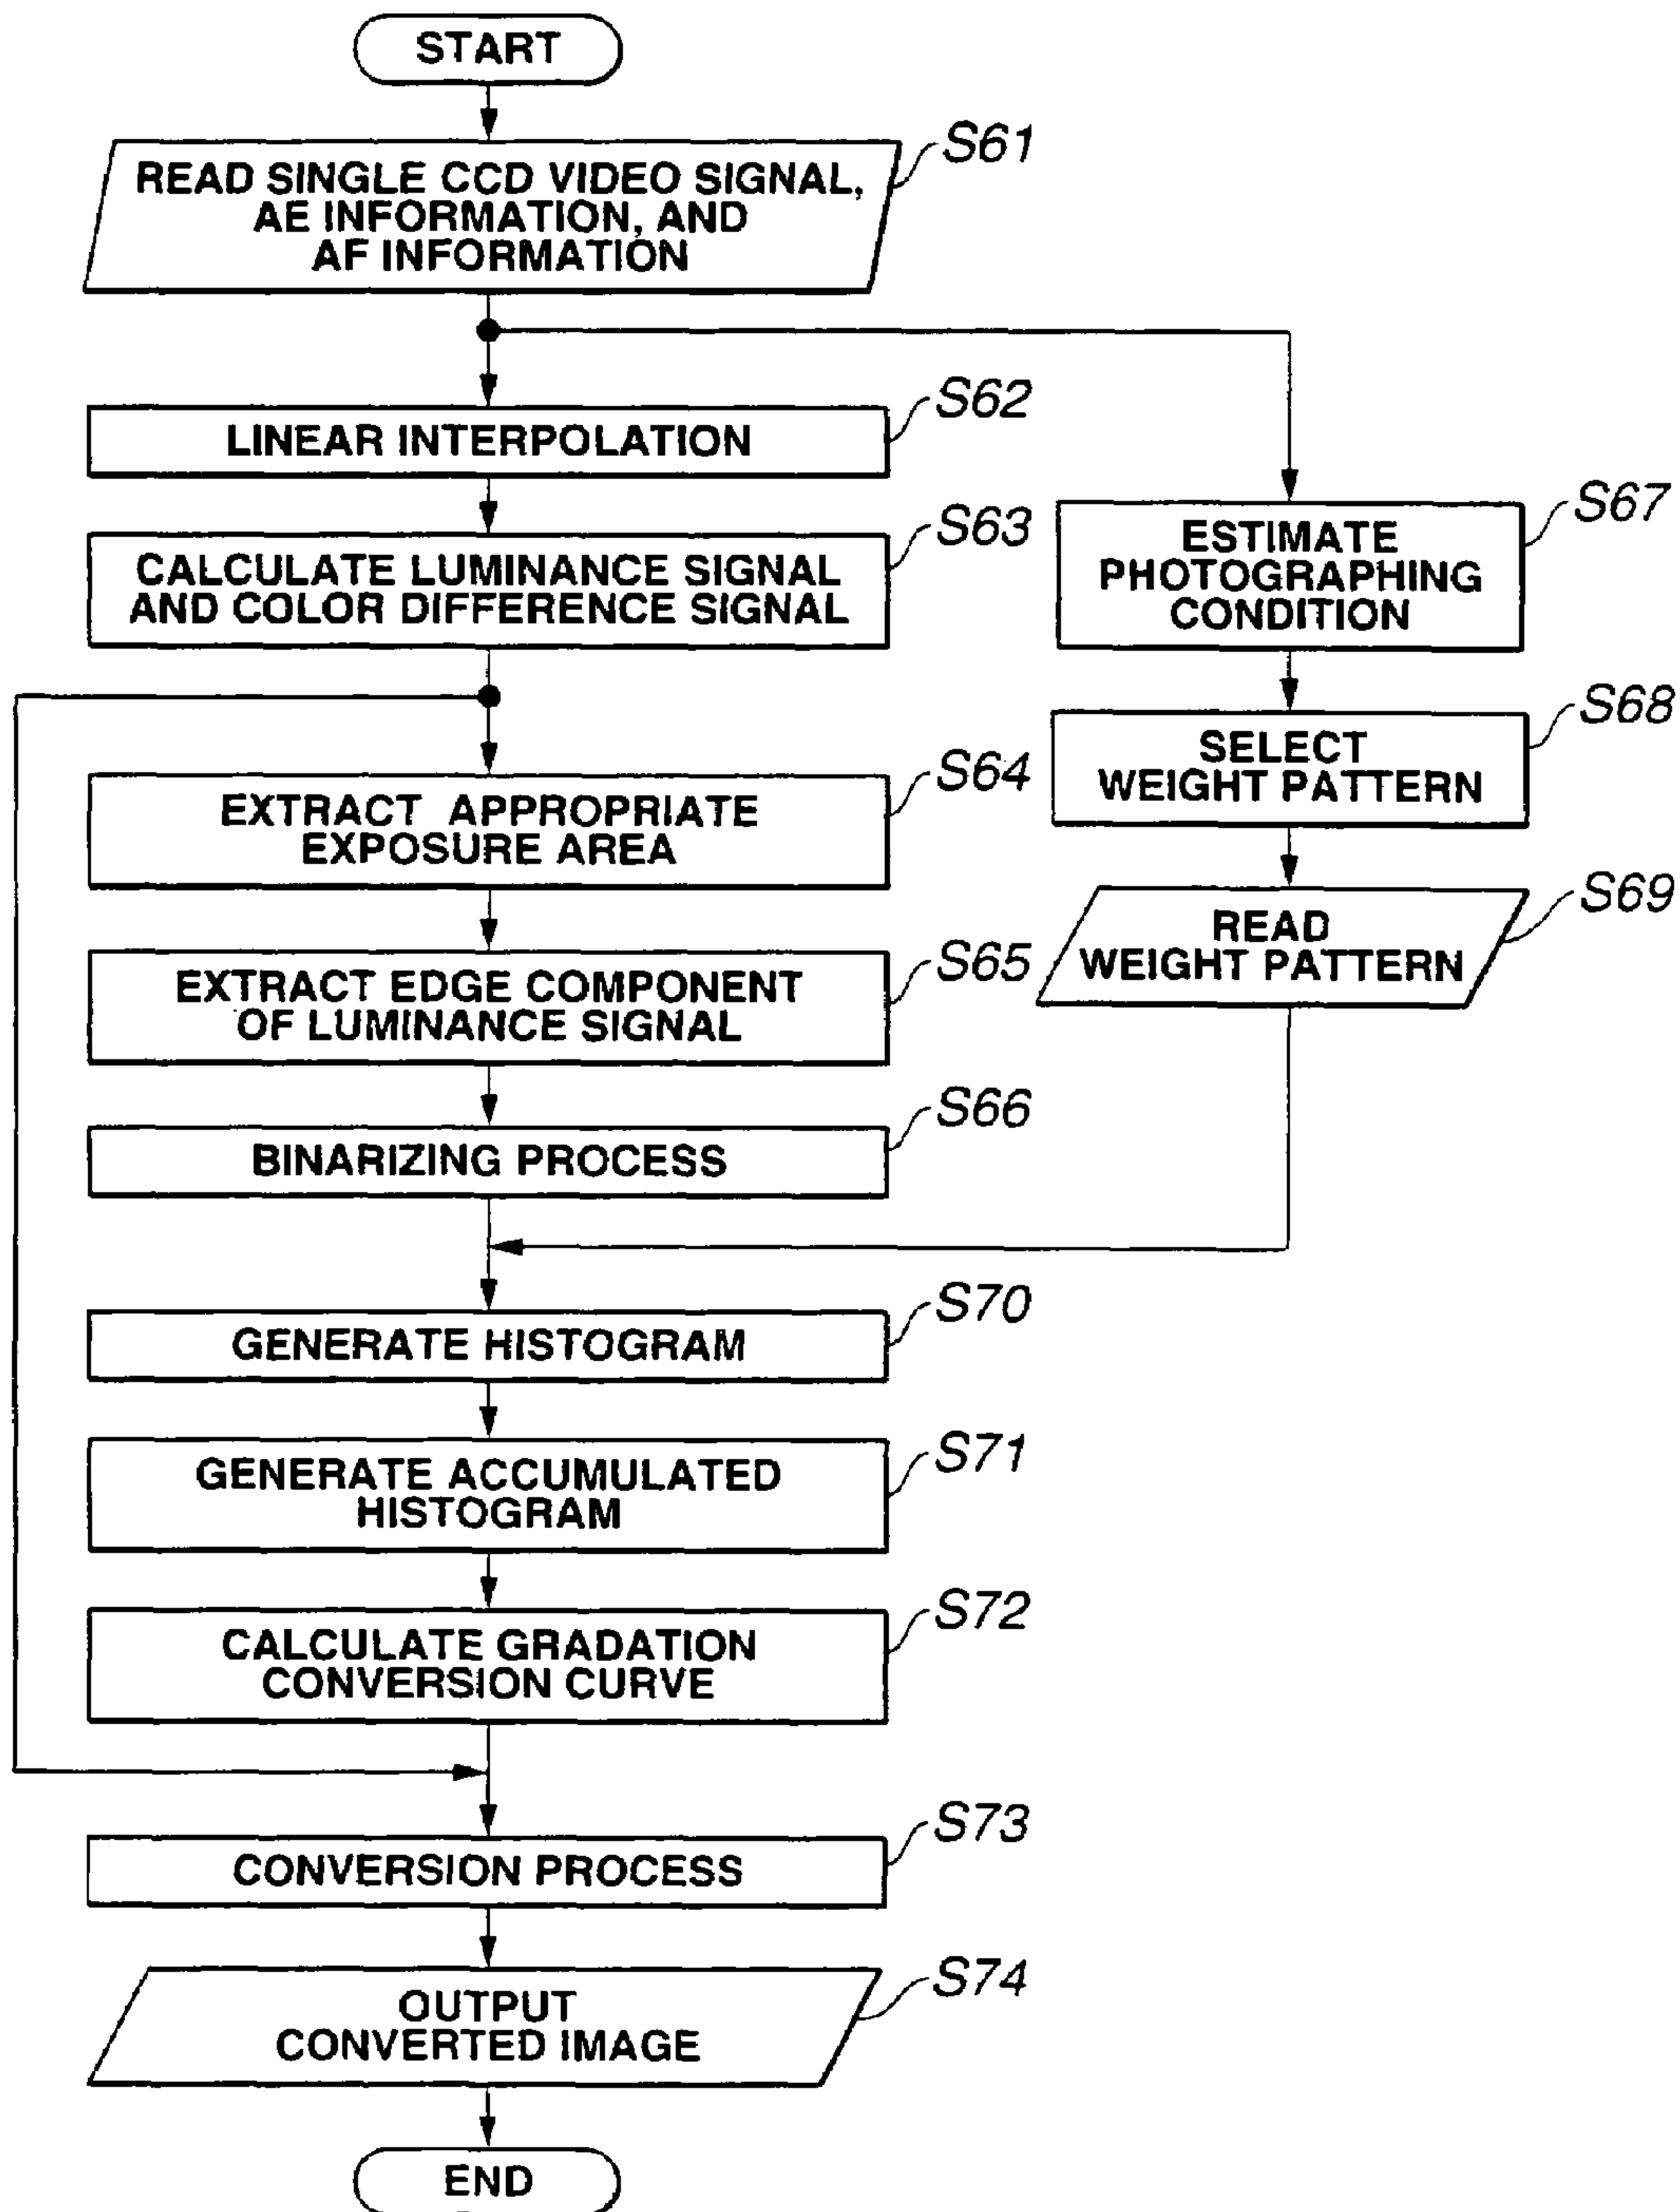 START
S61
READ SINGLE CCD VIDEO SIGNAL,
AE INFORMATION, AND
AF INFORMATION
S62
LINEAR INTERPOLATION
S63
CALCULATE LUMINANCE SIGNAL
AND COLOR DIFFERENCE SIGNAL
S67
ESTIMATE
PHOTOGRAPHING
CONDITION
S68
SELECT
WEIGHT PATTERN
S64
EXTRACT APPROPRIATE
EXPOSURE AREA
S69
READ
WEIGHT PATTERN
S65
EXTRACT EDGE COMPONENT
OF LUMINANCE SIGNAL
S66
BINARIZING PROCESS
S70
GENERATE HISTOGRAM
S71
GENERATE ACCUMULATED
HISTOGRAM
S72
CALCULATE GRADATION
CONVERSION CURVE
S73
CONVERSION PROCESS
S74
OUTPUT
CONVERTED IMAGE
END